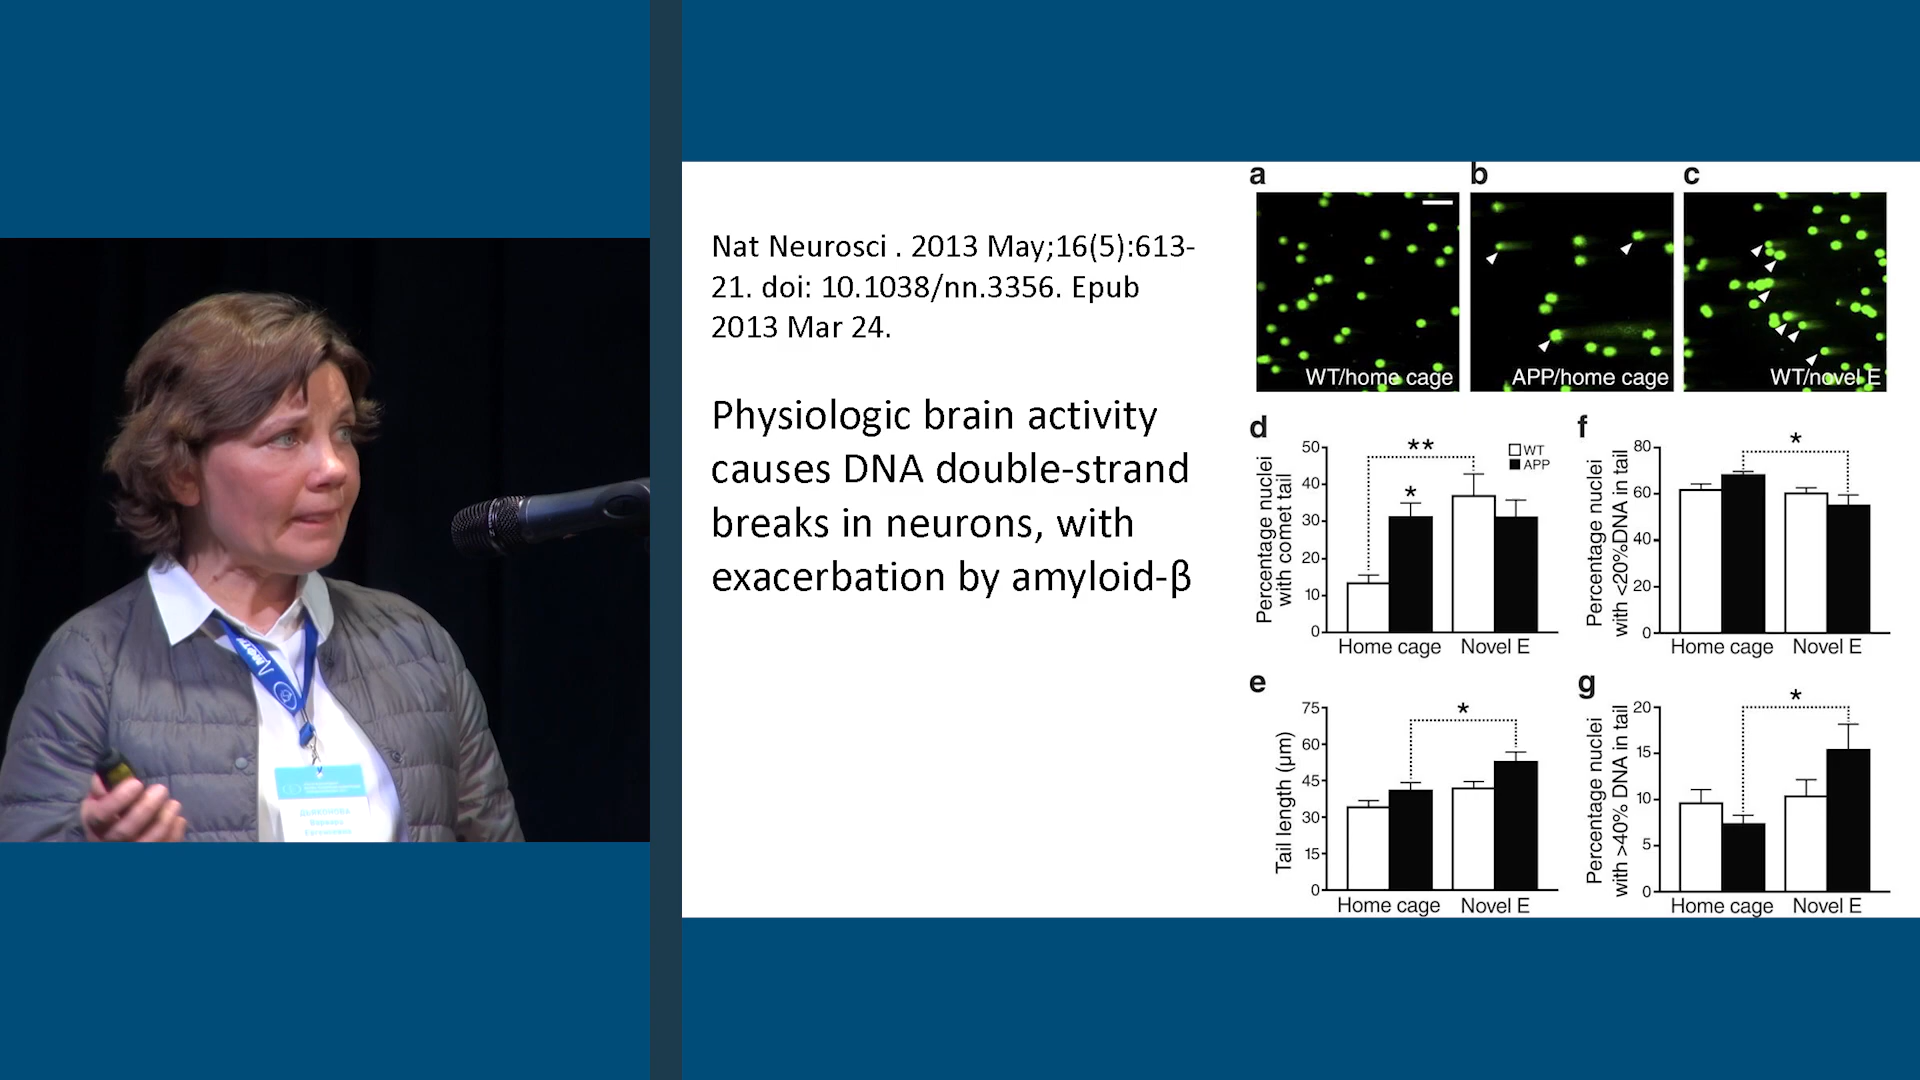 ДЬЯКОНОВА
Варвара
Евгеньевна
Nat Neurosci . 2013 May;16(5):613-
21. doi: 10.1038/nn.3356. Epub
2013 Mar 24.
Physiologic brain activity
causes DNA double-strand
breaks in neurons, with
exacerbation by amyloid-β
a
b
c
WT/home cage
APP/home cage
WT/novel E
d
Percentage nuclei
with comet tail
50
40
30
20
10
0
**
*
WT
APP
Home cage
Novel E
f
Percentage nuclei
with <20%DNA in tail
80
60
40
20
0
*
Home cage
Novel E
e
Tail length (µm)
75
60
45
30
15
0
*
Home cage
Novel E
g
Percentage nuclei
with >40% DNA in tail
20
15
10
5
0
*
Home cage
Novel E